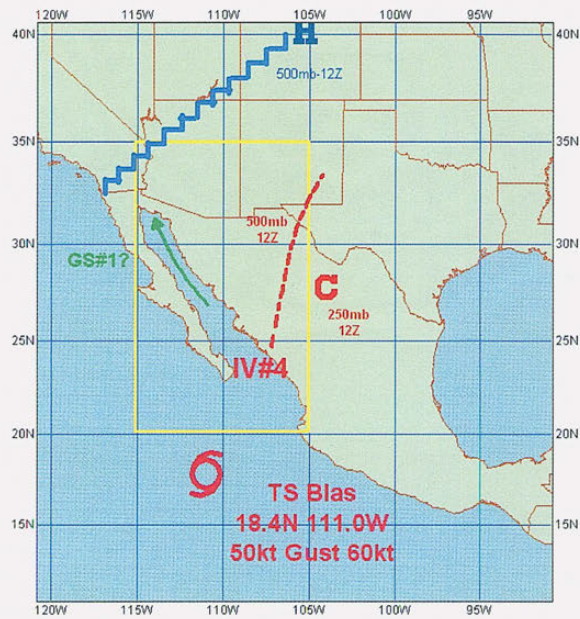 120W 115W 110W 105W 100W 95W
40N 40N
H
500mb-12Z
35N 35N
500mb
12Z
30N 30N
GS#1?
C
250mb
12Z
25N 25N
IV#4
20N 20N
TS Blas
18.4N 111.0W
50kt Gust 60kt
15N 15N
120W 115W 110W 105W 100W 95W